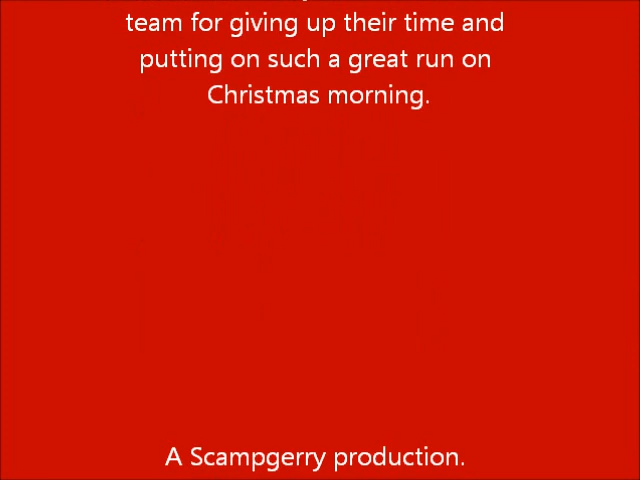 team for giving up their time and
putting on such a great run on
Christmas morning.
A Scampgerry production.